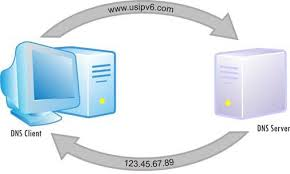 www.usipv6.com
DNS Client
DNS Server
123.45.67.89